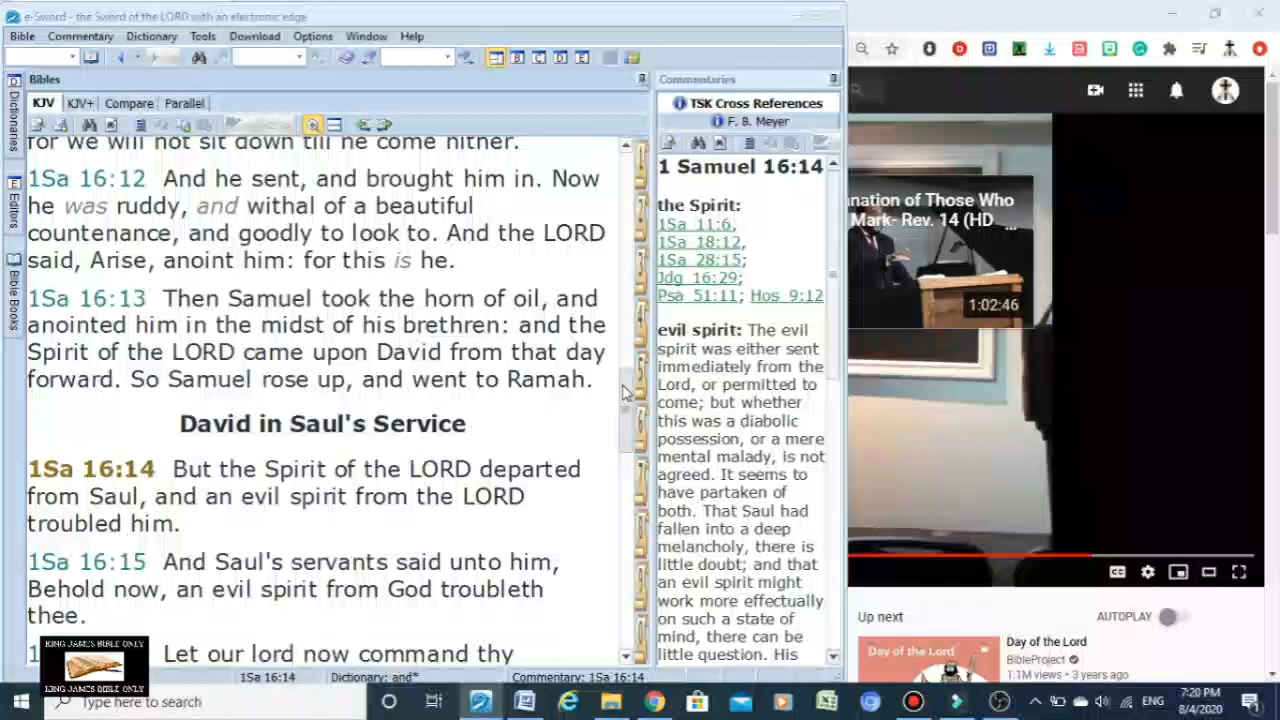 e-Sword - the Sword of the LORD with an electronic edge
Bible Commentary Dictionary Tools Download Options Window Help
B C D E
Dictionaries
Editors
Bible Books
Bibles
KJV KJV+ Compare Parallel
for we will not sit down till he come hither.
1Sa 16:12 And he sent, and brought him in. Now
he was ruddy, and withal of a beautiful
countenance, and goodly to look to. And the LORD
said, Arise, anoint him: for this is he.
1Sa 16:13 Then Samuel took the horn of oil, and
anointed him in the midst of his brethren: and the
Spirit of the LORD came upon David from that day
forward. So Samuel rose up, and went to Ramah.
David in Saul's Service
1Sa 16:14 But the Spirit of the LORD departed
from Saul, and an evil spirit from the LORD
troubled him.
1Sa 16:15 And Saul's servants said unto him,
Behold now, an evil spirit from God troubleth
thee.
Let our lord now command thy
KING JAMES BIBLE ONLY
KING JAMES BIBLE ONLY
1Sa 16:14 Dictionary: and* Commentary: 1Sa 16:14
Commentaries
TSK Cross References
F. B. Meyer
1 Samuel 16:14
the Spirit:
1Sa 11:6,
1Sa 18:12,
1Sa 28:15;
Jdg 16:29;
Psa 51:11; Hos 9:12
evil spirit: The evil
spirit was either sent
immediately from the
Lord, or permitted to
come; but whether
this was a diabolic
possession, or a mere
mental malady, is not
agreed. It seems to
have partaken of
both. That Saul had
fallen into a deep
melancholy, there is
little doubt; and that
an evil spirit might
work more effectually
on such a state of
mind, there can be
little question. His
nation of Those Who
Mark- Rev. 14 (HD ...
1:02:46
CC
Up next
AUTOPLAY
Day of the Lord
Day of the Lord
BibleProject
1.1M views • 3 years ago
Type here to search
ENG
7:20 PM
8/4/2020